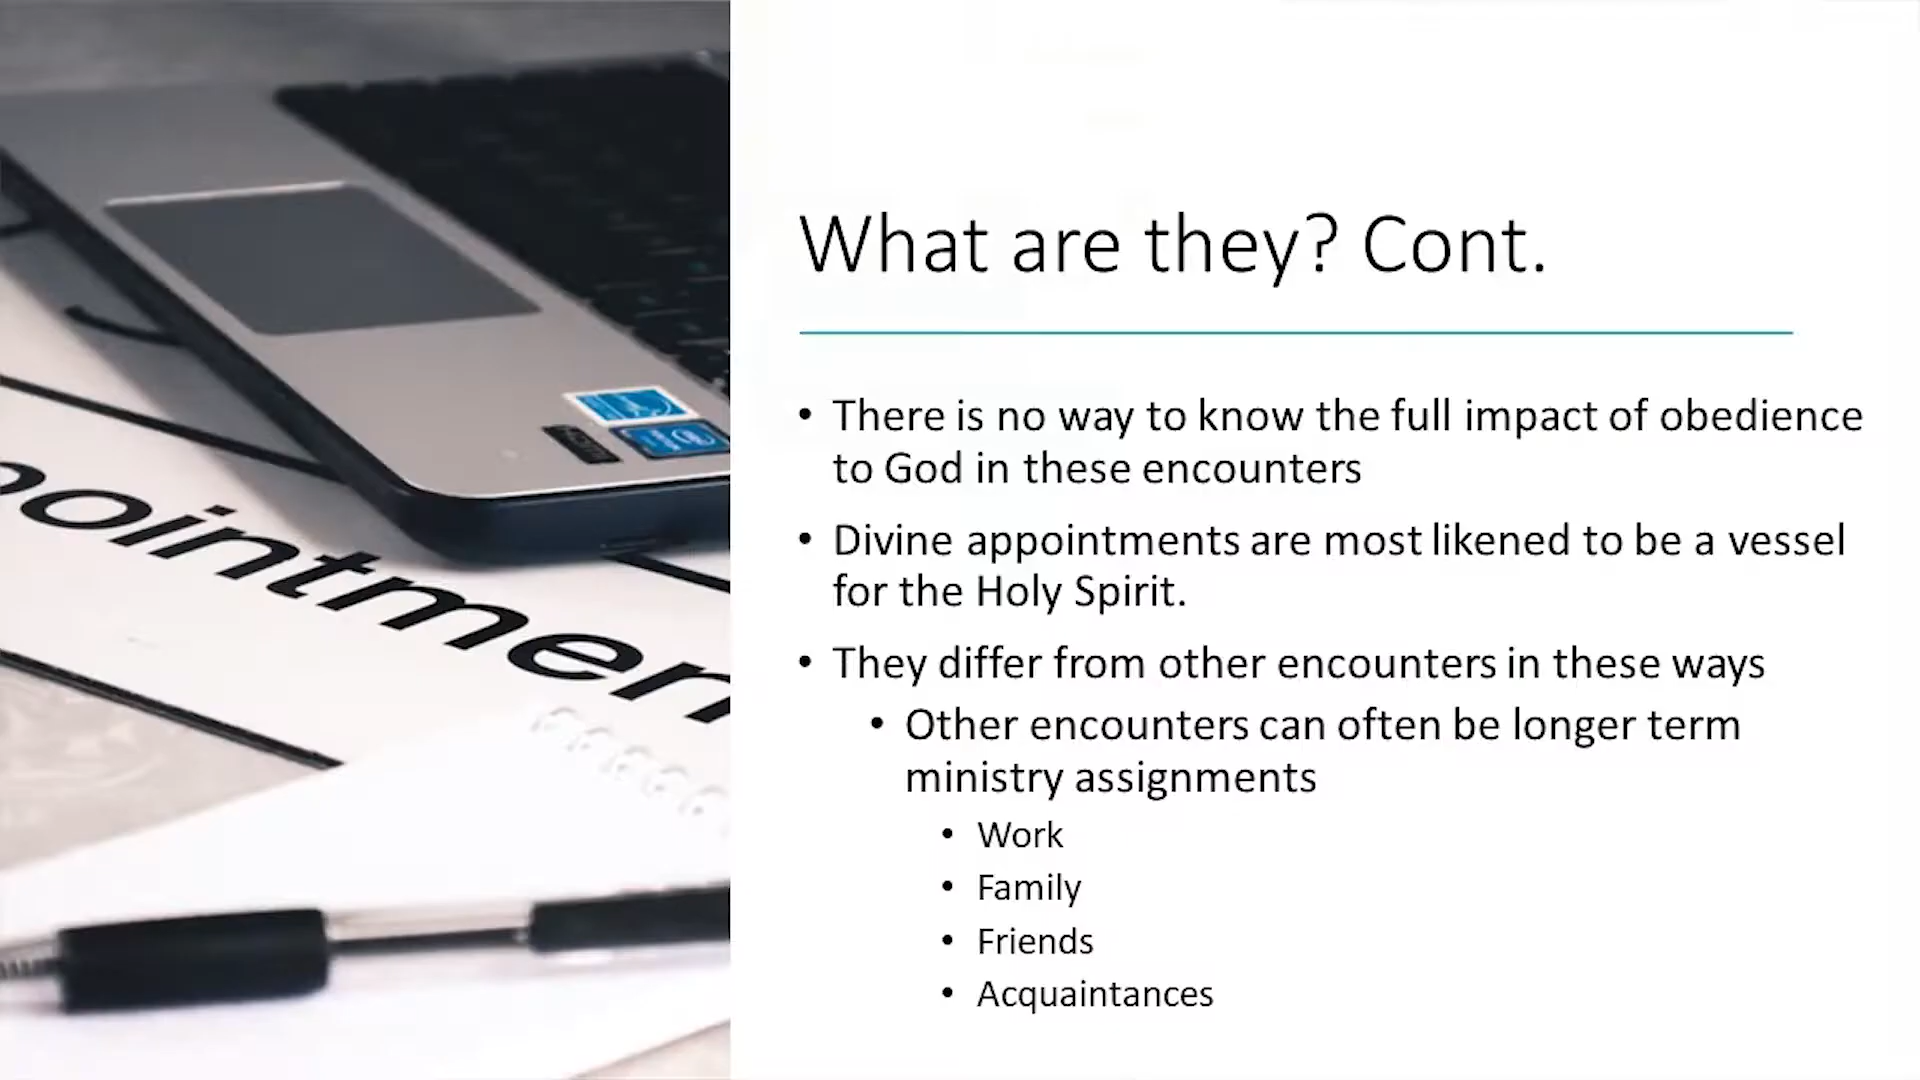 What are they? Cont.
• There is no way to know the full impact of obedience
to God in these encounters
• Divine appointments are most likened to be a vessel
for the Holy Spirit.
• They differ from other encounters in these ways
• Other encounters can often be longer term
ministry assignments
• Work
• Family
• Friends
• Acquaintances
ointmen